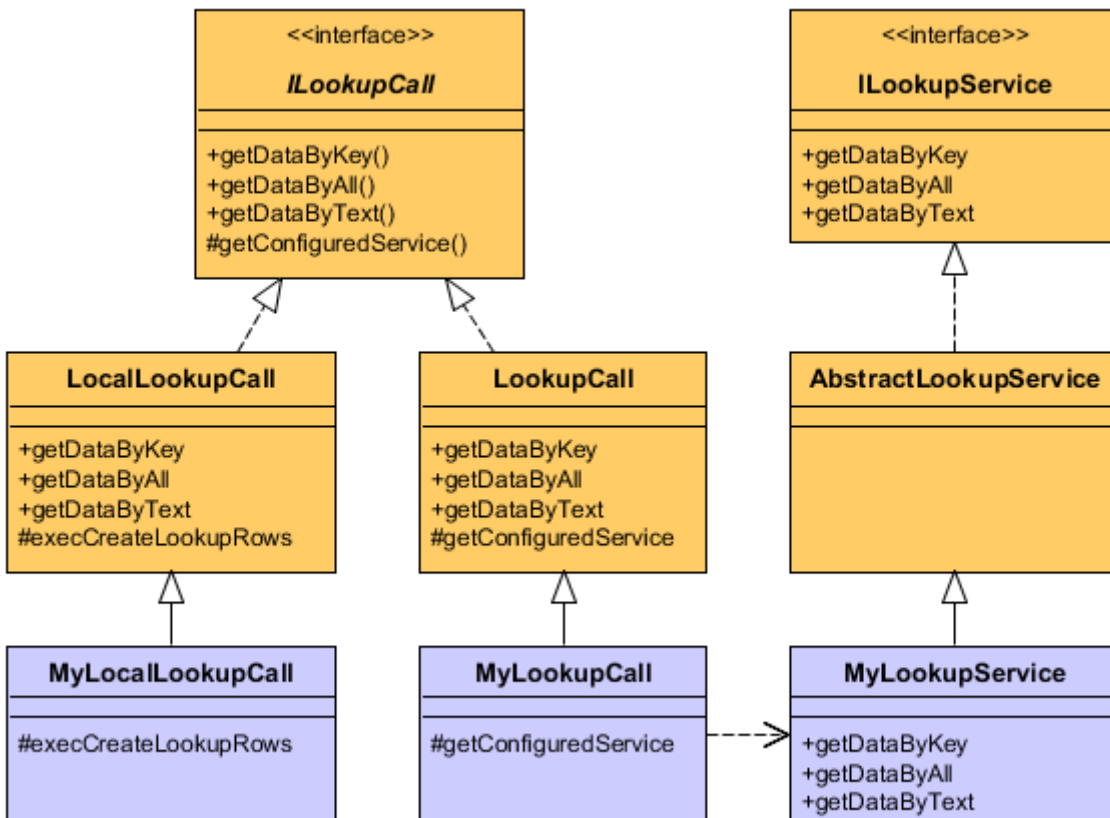 <<interface>>
ILookupCall
+getDataByKey()
+getDataByAll()
+getDataByText()
#getConfiguredService()
<<interface>>
ILookupService
+getDataByKey
+getDataByAll
+getDataByText
LocalLookupCall
+getDataByKey
+getDataByAll
+getDataByText
#execCreateLookupRows
LookupCall
+getDataByKey
+getDataByAll
+getDataByText
#getConfiguredService
AbstractLookupService
MyLocalLookupCall
#execCreateLookupRows
MyLookupCall
#getConfiguredService
MyLookupService
+getDataByKey
+getDataByAll
+getDataByText